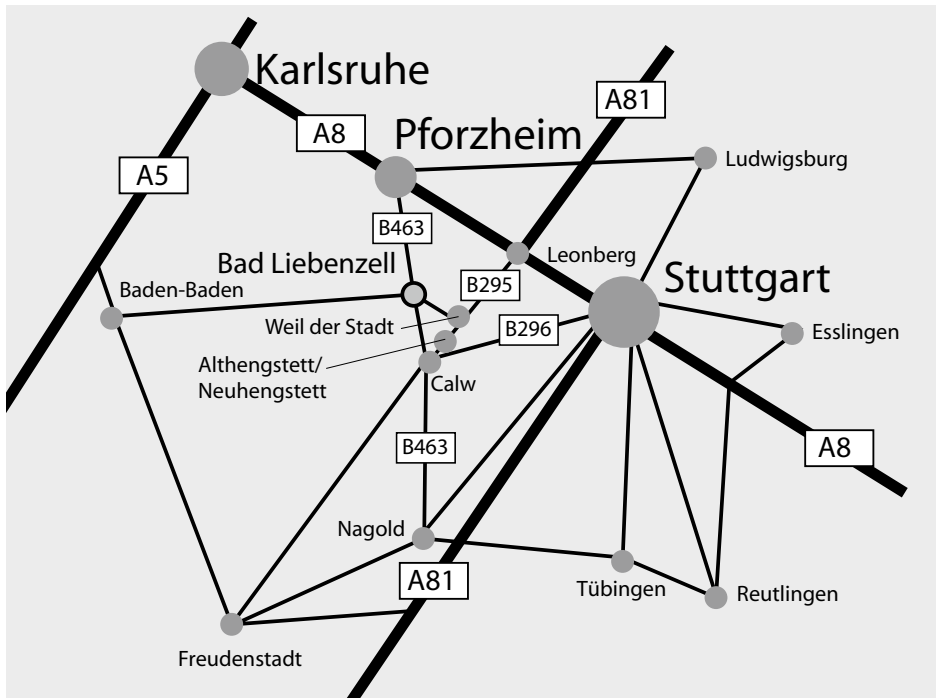 Karlsruhe
A81
A8
Pforzheim
Ludwigsburg
A5
B463
Leonberg
Bad Liebenzell
Stuttgart
B295
Baden-Baden
Weil der Stadt
B296
Esslingen
Althengstett/
Neuhengstett
Calw
B463
A8
Nagold
A81
Tübingen
Reutlingen
Freudenstadt